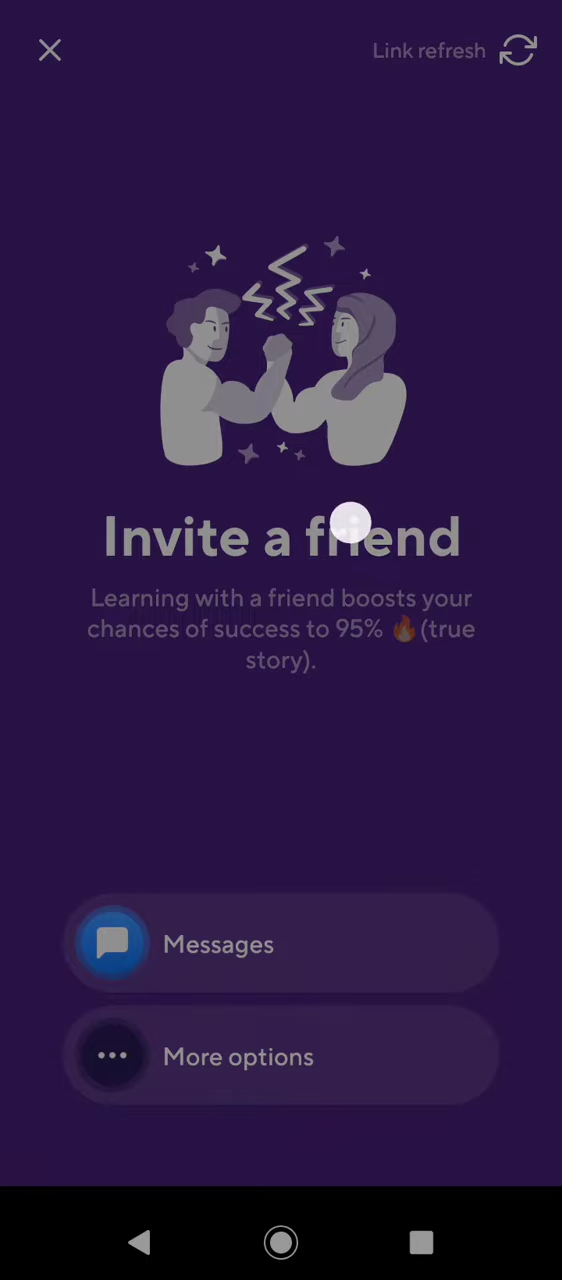 Link refresh
Invite a friend
Learning with a friend boosts your
chances of success to 95% 🔥(true
story).
Messages
More options